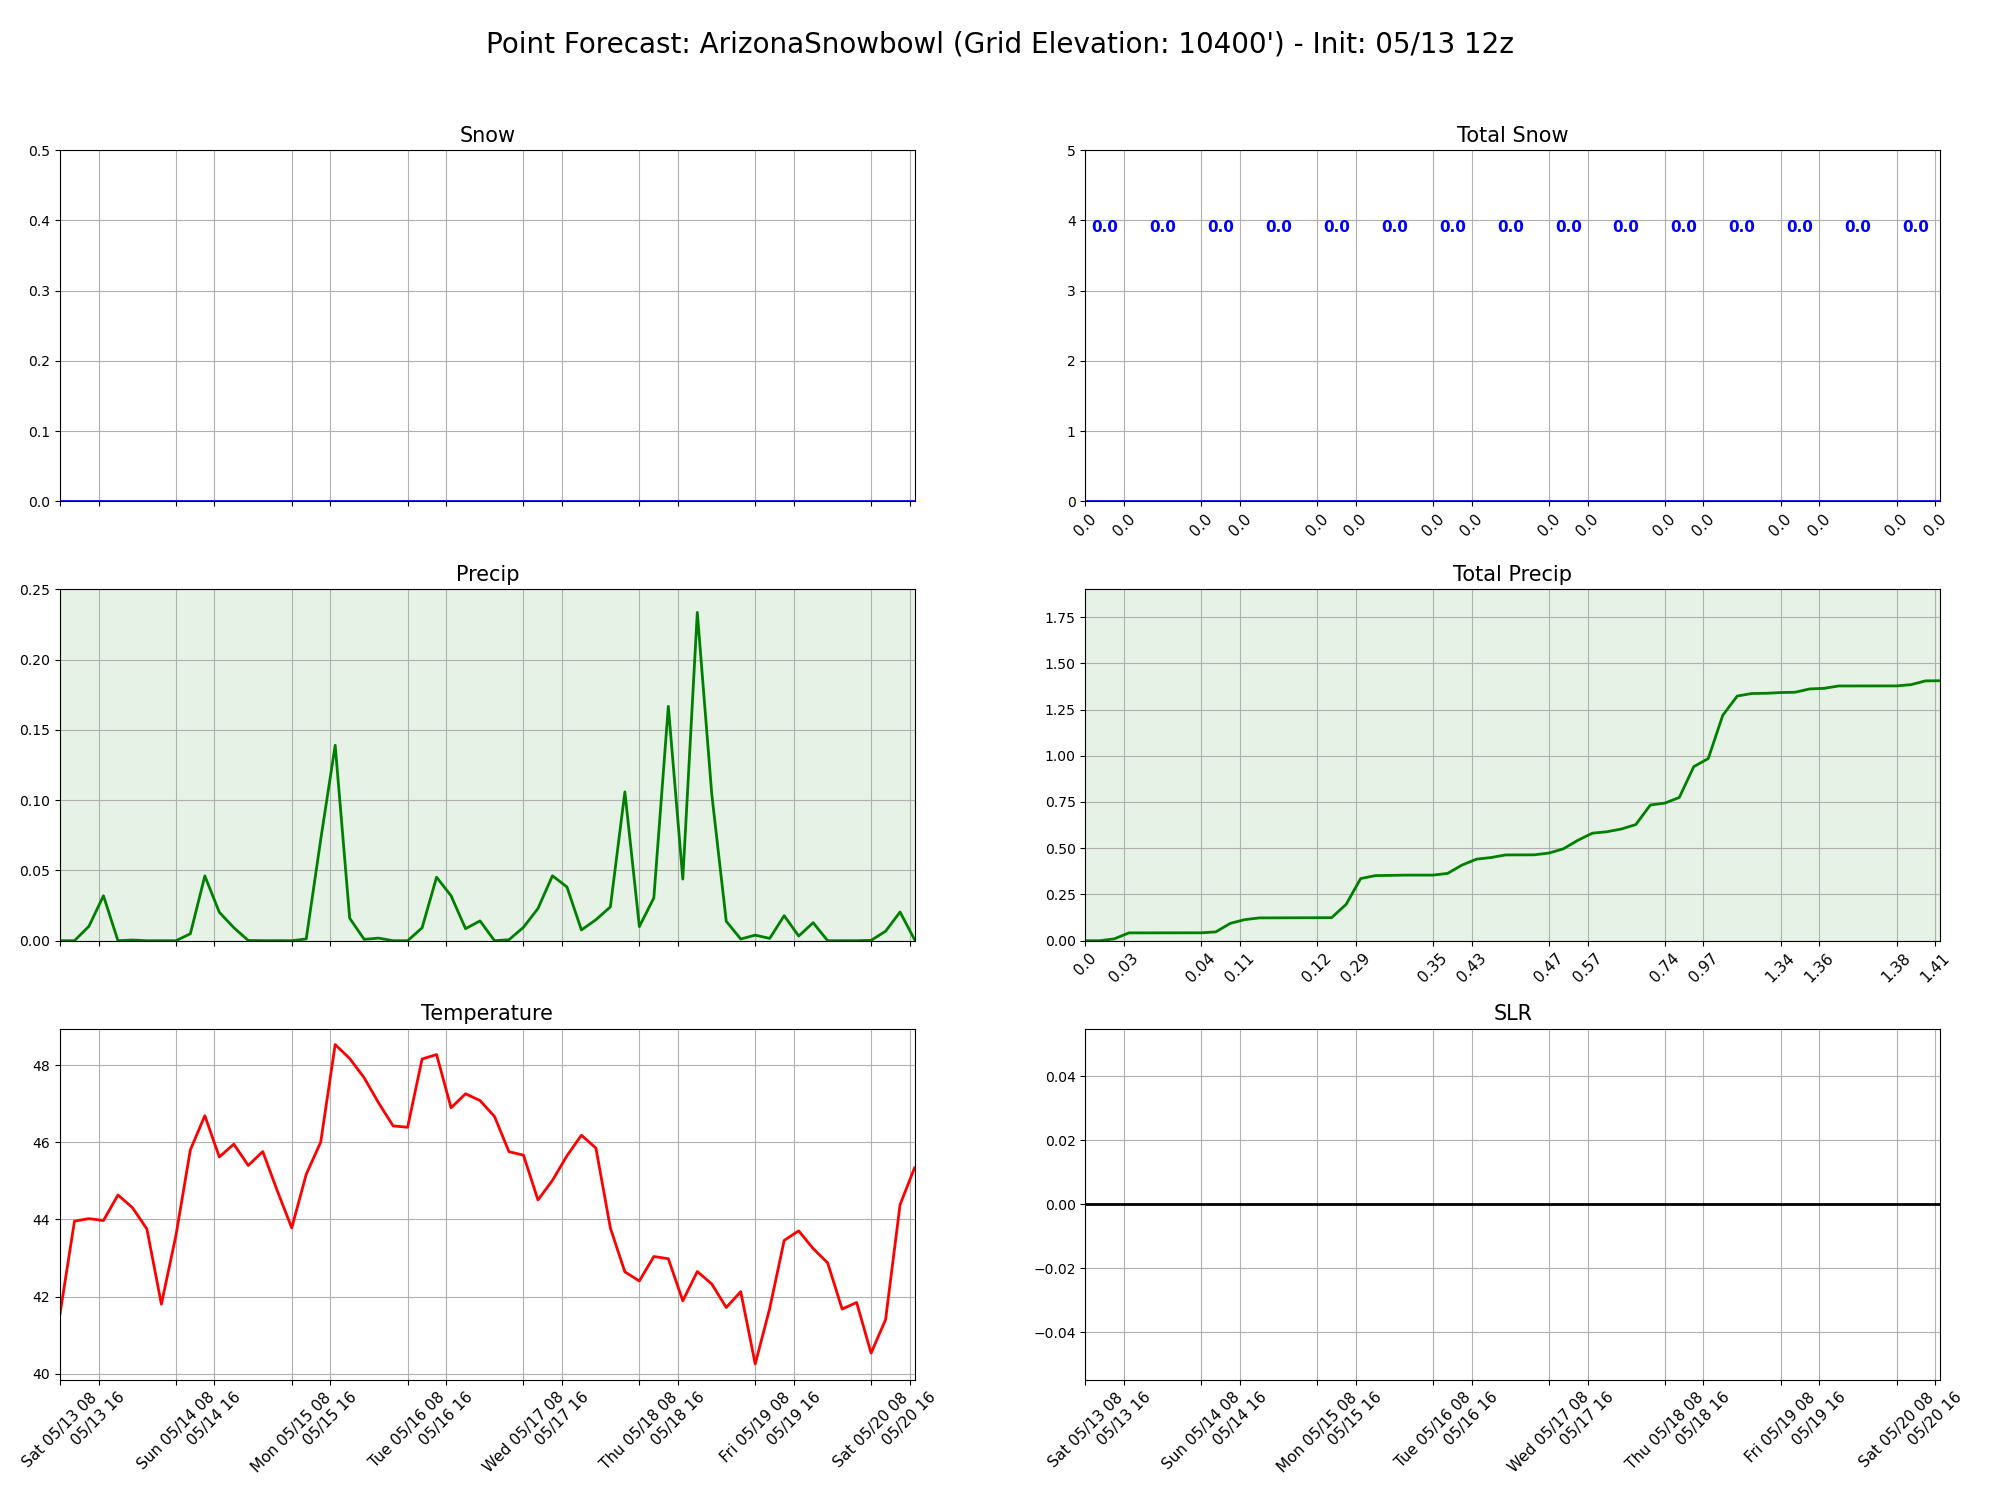 Point Forecast: ArizonaSnowbowl (Grid Elevation: 10400') - Init: 05/13 12z
Snow
0.5
0.4
0.3
0.2
0.1
0.0
Total Snow
5
4
3
2
1
0
0.0 0.0 0.0 0.0 0.0 0.0 0.0 0.0 0.0 0.0 0.0 0.0 0.0 0.0 0.0
0.0 0.0 0.0 0.0 0.0 0.0 0.0 0.0 0.0 0.0 0.0 0.0 0.0 0.0 0.0 0.0
Precip
0.25
0.20
0.15
0.10
0.05
0.00
Total Precip
1.75
1.50
1.25
1.00
0.75
0.50
0.25
0.00
0.0 0.03 0.04 0.11 0.12 0.29 0.35 0.43 0.47 0.57 0.74 0.97 1.34 1.36 1.38 1.41
Temperature
48
46
44
42
40
Sat 05/13 08
05/13 16
Sun 05/14 08
05/14 16
Mon 05/15 08
05/15 16
Tue 05/16 08
05/16 16
Wed 05/17 08
05/17 16
Thu 05/18 08
05/18 16
Fri 05/19 08
05/19 16
Sat 05/20 08
05/20 16
SLR
0.04
0.02
0.00
−0.02
−0.04
Sat 05/13 08
05/13 16
Sun 05/14 08
05/14 16
Mon 05/15 08
05/15 16
Tue 05/16 08
05/16 16
Wed 05/17 08
05/17 16
Thu 05/18 08
05/18 16
Fri 05/19 08
05/19 16
Sat 05/20 08
05/20 16